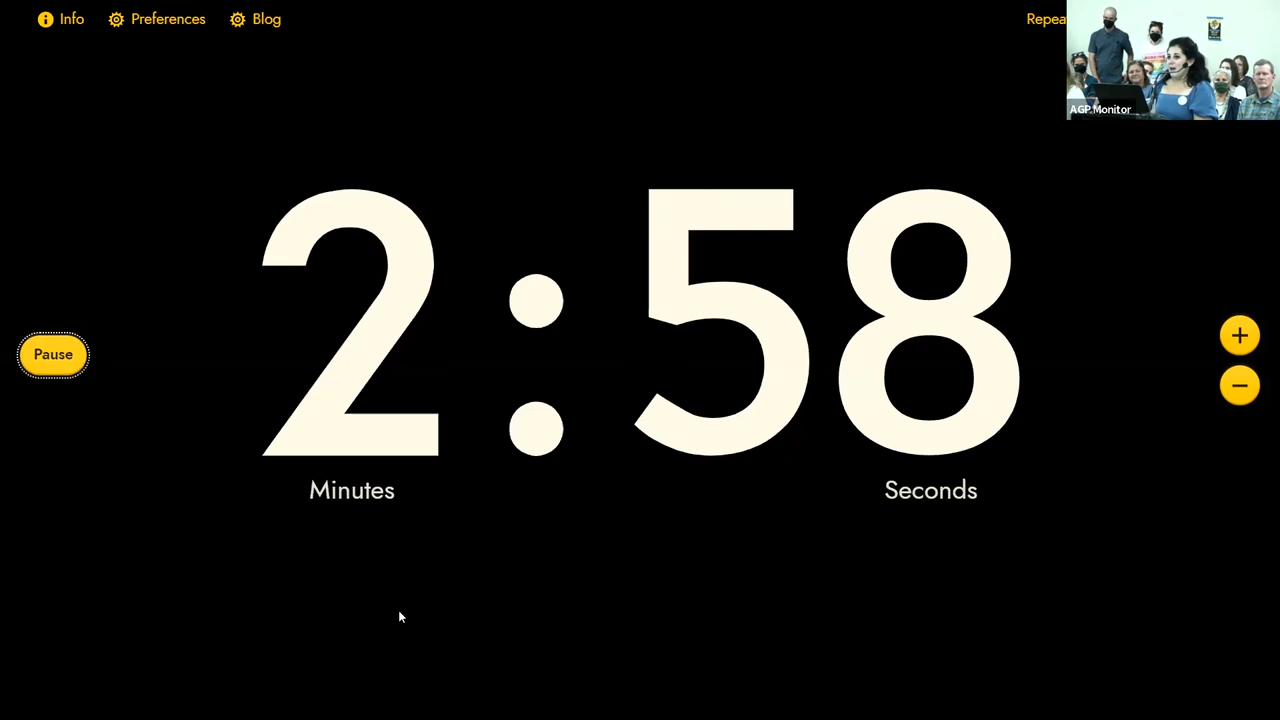 Info Preferences Blog Repea
AGP Monitor
2:58
Pause
+
−
Minutes Seconds